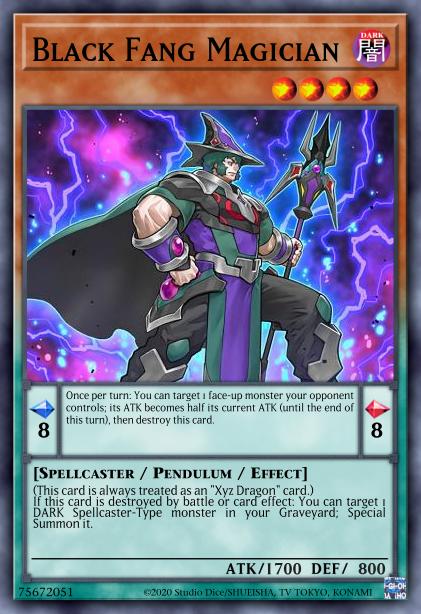 Black Fang Magician
DARK
闇
Once per turn: You can target 1 face-up monster your opponent
controls; its ATK becomes half its current ATK (until the end of
this turn), then destroy this card.
8
8
[Spellcaster / Pendulum / Effect]
(This card is always treated as an "Xyz Dragon" card.)
If this card is destroyed by battle or card effect: You can target 1
DARK Spellcaster-Type monster in your Graveyard; Special
Summon it.
ATK/1700 DEF/ 800
75672051
©2020 Studio Dice/SHUEISHA, TV TOKYO, KONAMI